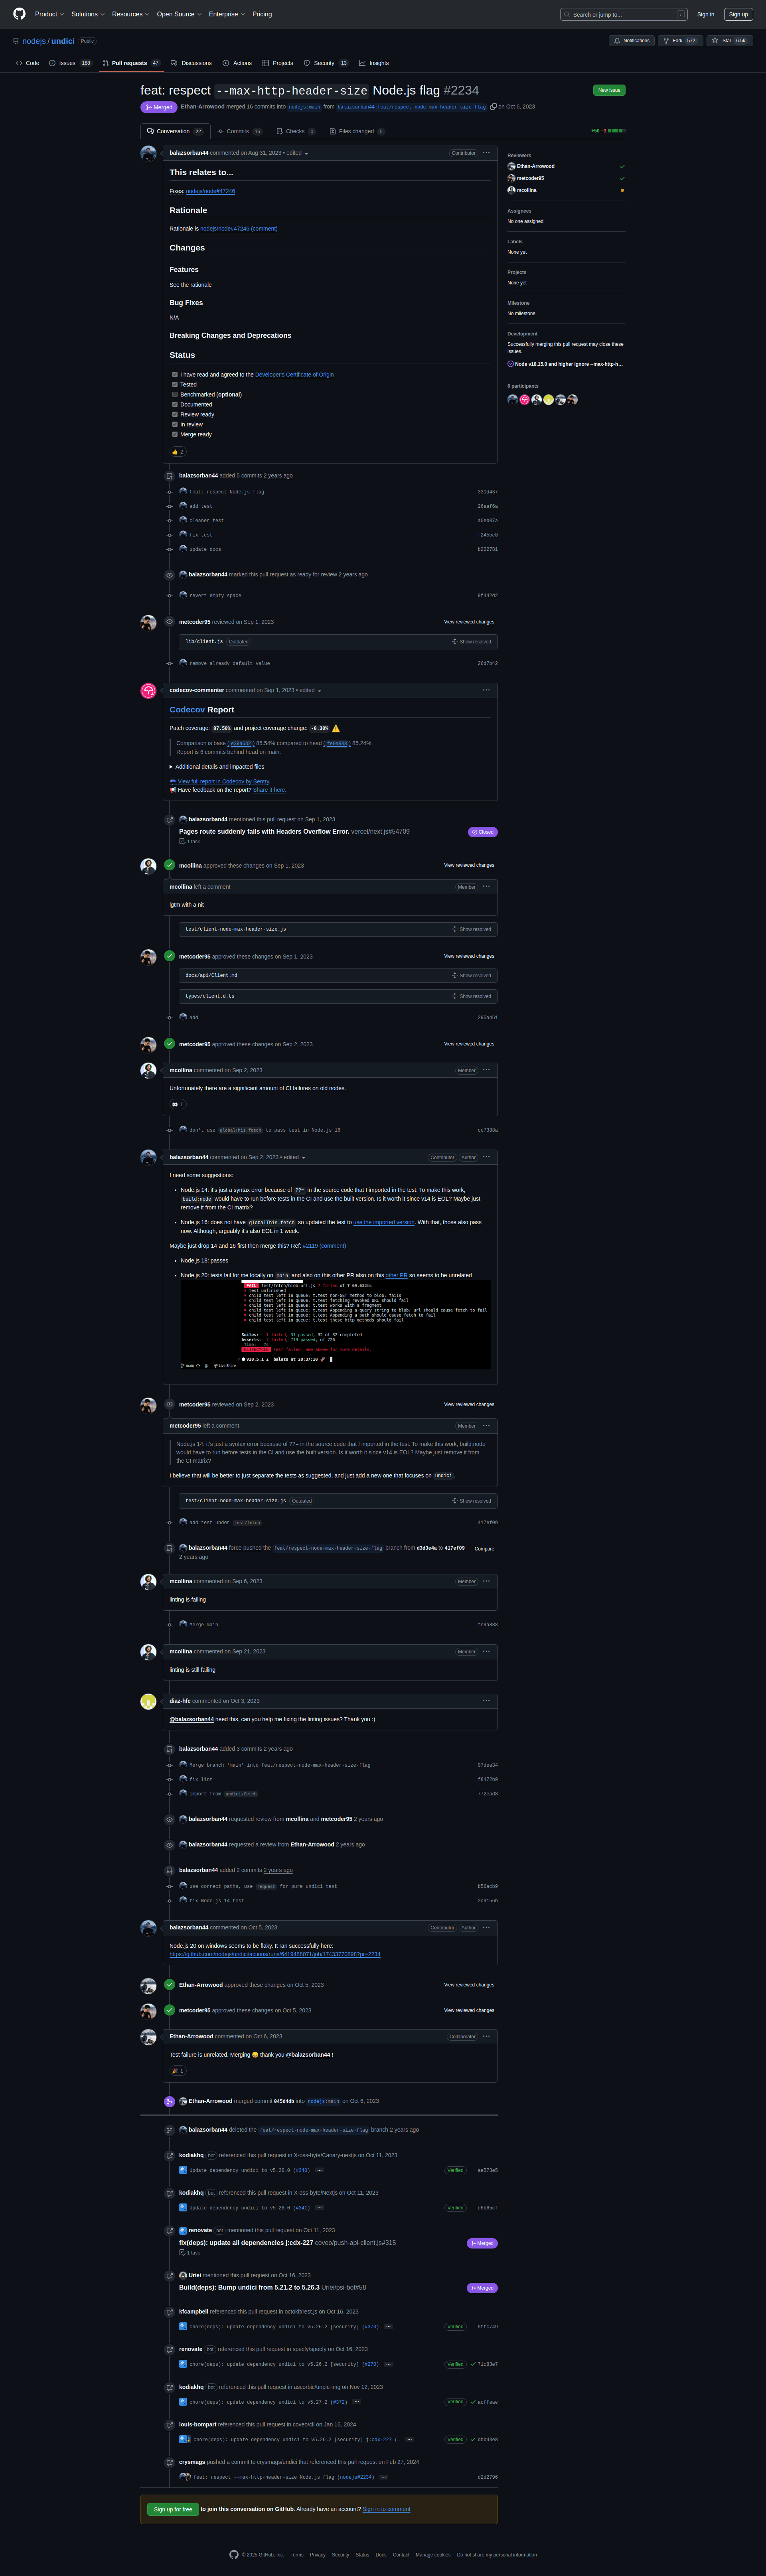 Product Solutions Resources Open Source Enterprise Pricing Search or jump to... / Sign in Sign up
nodejs / undici Public Notifications Fork 572 Star 6.5k
Code Issues 188 Pull requests 47 Discussions Actions Projects Security 13 Insights
feat: respect --max-http-header-size Node.js flag #2234 New issue
Merged Ethan-Arrowood merged 16 commits into nodejs:main from balazsorban44:feat/respect-node-max-header-size-flag on Oct 6, 2023
Conversation 22 Commits 16 Checks 0 Files changed 5
balazsorban44 commented on Aug 31, 2023 • edited Contributor
This relates to...
Fixes: nodejs/node#47246
Rationale
Rationale is nodejs/node#47246 (comment)
Changes
Features
See the rationale
Bug Fixes
N/A
Breaking Changes and Deprecations
Status
I have read and agreed to the Developer's Certificate of Origin
Tested
Benchmarked (optional)
Documented
Review ready
In review
Merge ready
👍 2
Reviewers
Ethan-Arrowood
metcoder95
mcollina
Assignees
No one assigned
Labels
None yet
Projects
None yet
Milestone
No milestone
Development
Successfully merging this pull request may close these
issues.
Node v18.15.0 and higher ignore --max-http-h...
6 participants
balazsorban44 added 5 commits 2 years ago
feat: respect Node.js flag 331d437
add test
cleaner test
fix test
update docs
balazsorban44 marked this pull request as ready for review 2 years ago
revert empty space 9f442d2
metcoder95 reviewed on Sep 1, 2023 View reviewed changes
lib/client.js Outdated Show resolved
remove already default value 26d7b42
codecov-commenter commented on Sep 1, 2023 • edited
Codecov Report
Patch coverage: 87.50% and project coverage change: -0.30% ⚠️
Comparison is base 85.54% compared to head 85.24%.
Report is 6 commits behind head on main.
Additional details and impacted files
☔ View full report in Codecov by Sentry.
📢 Have feedback on the report? Share it here.
balazsorban44 mentioned this pull request on Sep 1, 2023
Pages route suddenly fails with Headers Overflow Error. vercel/next.js#54709 Closed
1 task
mcollina approved these changes on Sep 1, 2023 View reviewed changes
mcollina left a comment Member
lgtm with a nit
test/client-node-max-header-size.js Show resolved
metcoder95 approved these changes on Sep 1, 2023 View reviewed changes
docs/api/Client.md Show resolved
types/client.d.ts Show resolved
add 295a461
metcoder95 approved these changes on Sep 2, 2023 View reviewed changes
mcollina commented on Sep 2, 2023 Member
Unfortunately there are a significant amount of CI failures on old nodes.
👀 1
don't use globalThis.fetch to pass test in Node.js 16
balazsorban44 commented on Sep 2, 2023 • edited Contributor Author
I need some suggestions:
Node.js 14: it's just a syntax error because of ??= in the source code that I imported in the test. To make this work,
build:node would have to run before tests in the CI and use the built version. Is it worth it since v14 is EOL? Maybe just
remove it from the CI matrix?
Node.js 16: does not have globalThis.fetch so updated the test to use the imported version. With that, those also pass
now. Although, arguably it's also EOL in 1 week.
Maybe just drop 14 and 16 first then merge this? Ref: #2119 (comment)
Node.js 18: passes
Node.js 20: tests fail for me locally on main and also on this other PR also on this other PR so seems to be unrelated
metcoder95 reviewed on Sep 2, 2023 View reviewed changes
metcoder95 left a comment Member
Node.js 14: it's just a syntax error because of ??= in the source code that I imported in the test. To make this work, build:node
would have to run before tests in the CI and use the built version. Is it worth it since v14 is EOL? Maybe just remove it from
the CI matrix?
I believe that will be better to just separate the tests as suggested, and just add a new one that focuses on undici.
test/client-node-max-header-size.js Outdated Show resolved
add test under test/fetch 417ef09
balazsorban44 force-pushed the feat/respect-node-max-header-size-flag branch from d3d3e4a to 417ef09 Compare
2 years ago
mcollina commented on Sep 6, 2023 Member
linting is failing
Merge main
mcollina commented on Sep 21, 2023 Member
linting is still failing
diaz-hfc commented on Oct 3, 2023
@balazsorban44 need this, can you help me fixing the linting issues? Thank you :)
balazsorban44 added 3 commits 2 years ago
Merge branch 'main' into feat/respect-node-max-header-size-flag 97dea34
fix lint
import from undici-fetch
balazsorban44 requested review from mcollina and metcoder95 2 years ago
balazsorban44 requested a review from Ethan-Arrowood 2 years ago
balazsorban44 added 2 commits 2 years ago
use correct paths, use request for pure undici test
fix Node.js 14 test
balazsorban44 commented on Oct 5, 2023 Contributor Author
Node.js 20 on windows seems to be flaky. It ran successfully here:
https://github.com/nodejs/undici/actions/runs/6419488071/job/17433770898?pr=2234
Ethan-Arrowood approved these changes on Oct 5, 2023 View reviewed changes
metcoder95 approved these changes on Oct 5, 2023 View reviewed changes
Ethan-Arrowood commented on Oct 6, 2023 Collaborator
Test failure is unrelated. Merging 😄 thank you @balazsorban44 !
🎉 1
Ethan-Arrowood merged commit 045d4db into nodejs:main on Oct 6, 2023
balazsorban44 deleted the feat/respect-node-max-header-size-flag branch 2 years ago
kodiakhq bot referenced this pull request in X-oss-byte/Canary-nextjs on Oct 11, 2023
Update dependency undici to v5.26.0 Verified
kodiakhq bot referenced this pull request in X-oss-byte/Nextjs on Oct 11, 2023
Update dependency undici to v5.26.0 (#341) Verified
renovate bot mentioned this pull request on Oct 11, 2023
fix(deps): update all dependencies j:cdx-227 coveo/push-api-client.js#315 Merged
1 task
Uriei mentioned this pull request on Oct 16, 2023
Build(deps): Bump undici from 5.21.2 to 5.26.3 Uriei/psi-bot#58 Merged
kfcampbell referenced this pull request in octokit/rest.js on Oct 16, 2023
chore(deps): update dependency undici to v5.26.2 [security] Verified
renovate bot referenced this pull request in specfy/specfy on Oct 16, 2023
chore(deps): update dependency undici to v5.26.2 [security] Verified 71c83e7
kodiakhq bot referenced this pull request in ascorbic/unpic-img on Nov 12, 2023
chore(deps): update dependency undici to v5.27.2 (#372) Verified acffeae
louis-bompart referenced this pull request in coveo/cli on Jan 18, 2024
chore(deps): update dependency undici to v5.26.2 [security] j:cdx-227 (… Verified
crysmags pushed a commit to crysmags/undici that referenced this pull request on Feb 27, 2024
feat: respect --max-http-header-size Node.js flag (nodejs#2234) d2d2796
Sign up for free to join this conversation on GitHub. Already have an account? Sign in to comment
© 2025 GitHub, Inc. Terms Privacy Security Status Docs Contact Manage cookies Do not share my personal information